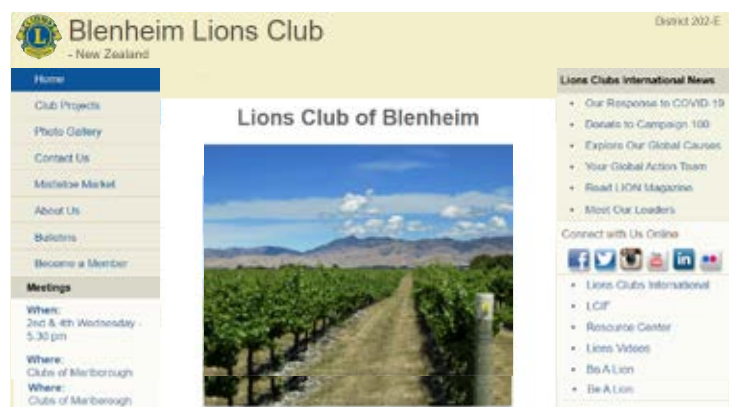 Blenheim Lions Club
- New Zealand
District 202-E
Home
Club Projects
Photo Gallery
Contact Us
Mistletoe Market
About Us
Bulletins
Become a Member
Meetings
When:
2nd & 4th Wednesday -
5.30 pm
Where:
Clubs of Marlborough
Where:
Clubs of Marlborough
Lions Club of Blenheim
Lions Clubs International News
Our Response to COVID-19
Donate to Campaign 100
Explore Our Global Causes
Your Global Action Team
Read LION Magazine
Meet Our Leaders
Connect with Us Online
Lions Clubs International
LCIF
Resource Center
Lions Videos
Be A Lion
Be A Lion